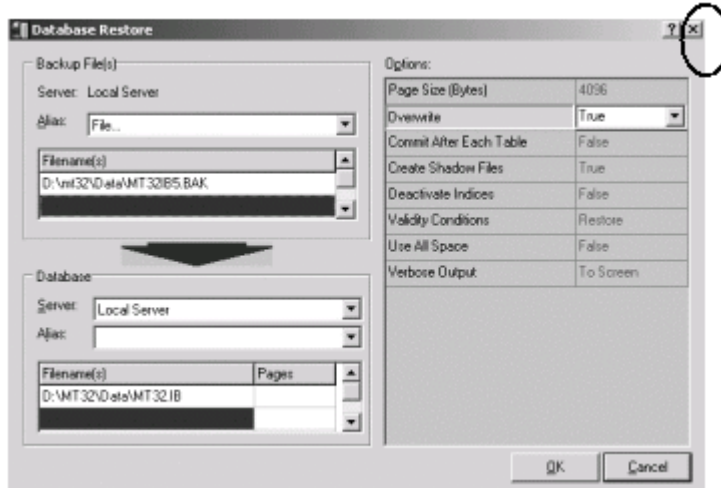 Database Restore
Backup File(s)
Server: Local Server
Alias: File...
Filename(s)
D:\mt32\Data\MT32IB5.BAK
Database
Server: Local Server
Alias:
Filename(s) Pages
D:\MT32\Data\MT32.IB
Options:
Page Size (Bytes) 4096
Overwrite True
Commit After Each Table False
Create Shadow Files True
Deactivate Indices False
Validity Conditions Restore
Use All Space False
Verbose Output To Screen
OK Cancel